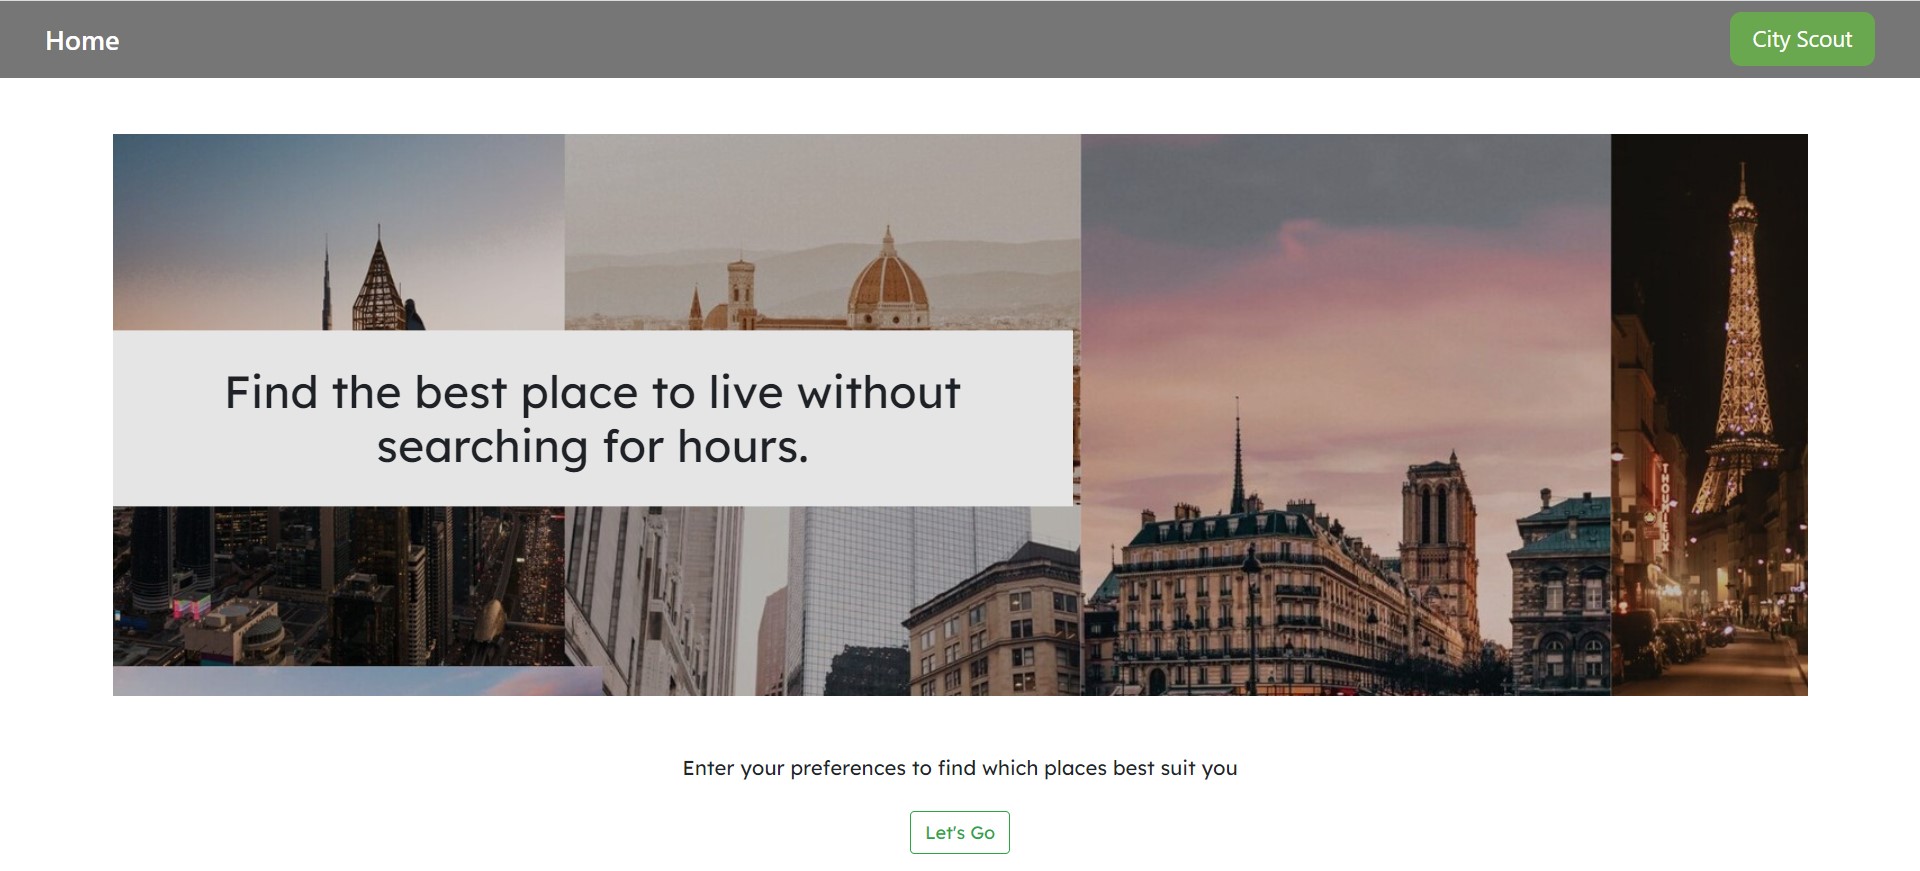 Home
City Scout
Find the best place to live without
searching for hours.
THOUMIEUX
Enter your preferences to find which places best suit you
Let's Go